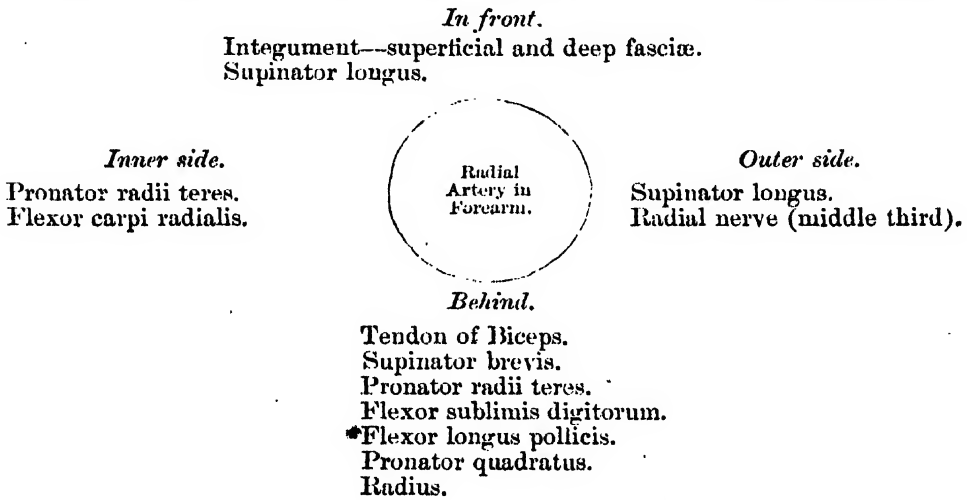 In front.
Integument—superficial and deep fasciæ.
Supinator longus.
Inner side.
Pronator radii teres.
Flexor carpi radialis.
Radial
Artery in
Forearm.
Outer side.
Supinator longus.
Radial nerve (middle third).
Behind.
Tendon of Biceps.
Supinator brevis.
Pronator radii teres.
Flexor sublimis digitorum.
Flexor longus pollicis.
Pronator quadratus.
Radius.